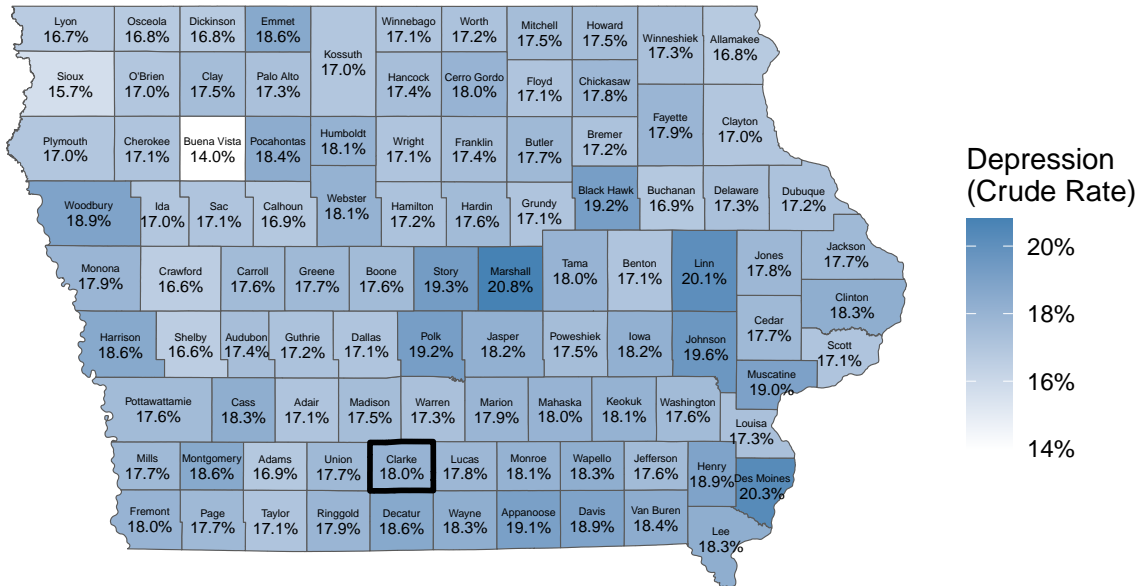 Lyon
16.7%
Osceola
16.8%
Dickinson
16.8%
Emmet
18.6%
Winnebago
17.1%
Worth
17.2%
Mitchell
17.5%
Howard
17.5%
Winneshiek
17.3%
Allamakee
16.8%
Kossuth
17.0%
Sioux
15.7%
O'Brien
17.0%
Clay
17.5%
Palo Alto
17.3%
Hancock
17.4%
Cerro Gordo
18.0%
Floyd
17.1%
Chickasaw
17.8%
Fayette
17.9%
Clayton
17.0%
Plymouth
17.0%
Cherokee
17.1%
Buena Vista
14.0%
Pocahontas
18.4%
Humboldt
18.1%
Wright
17.1%
Franklin
17.4%
Butler
17.7%
Bremer
17.2%
Woodbury
18.9%
Ida
17.0%
Sac
17.1%
Calhoun
16.9%
Webster
18.1%
Hamilton
17.2%
Hardin
17.6%
Grundy
17.1%
Black Hawk
19.2%
Buchanan
16.9%
Delaware
17.3%
Dubuque
17.2%
Monona
17.9%
Crawford
16.6%
Carroll
17.6%
Greene
17.7%
Boone
17.6%
Story
19.3%
Marshall
20.8%
Tama
18.0%
Benton
17.1%
Linn
20.1%
Jones
17.8%
Jackson
17.7%
Clinton
18.3%
Harrison
18.6%
Shelby
16.6%
Audubon
17.4%
Guthrie
17.2%
Dallas
17.1%
Polk
19.2%
Jasper
18.2%
Poweshiek
17.5%
Iowa
18.2%
Johnson
19.6%
Cedar
17.7%
Scott
17.1%
Muscatine
19.0%
Pottawattamie
17.6%
Cass
18.3%
Adair
17.1%
Madison
17.5%
Warren
17.3%
Marion
17.9%
Mahaska
18.0%
Keokuk
18.1%
Washington
17.6%
Louisa
17.3%
Mills
17.7%
Montgomery
18.6%
Adams
16.9%
Union
17.7%
Clarke
18.0%
Lucas
17.8%
Monroe
18.1%
Wapello
18.3%
Jefferson
17.6%
Henry
18.9%
Des Moines
20.3%
Fremont
18.0%
Page
17.7%
Taylor
17.1%
Ringgold
17.9%
Decatur
18.6%
Wayne
18.3%
Appanoose
19.1%
Davis
18.9%
Van Buren
18.4%
Lee
18.3%
Depression
(Crude Rate)
20%
18%
16%
14%